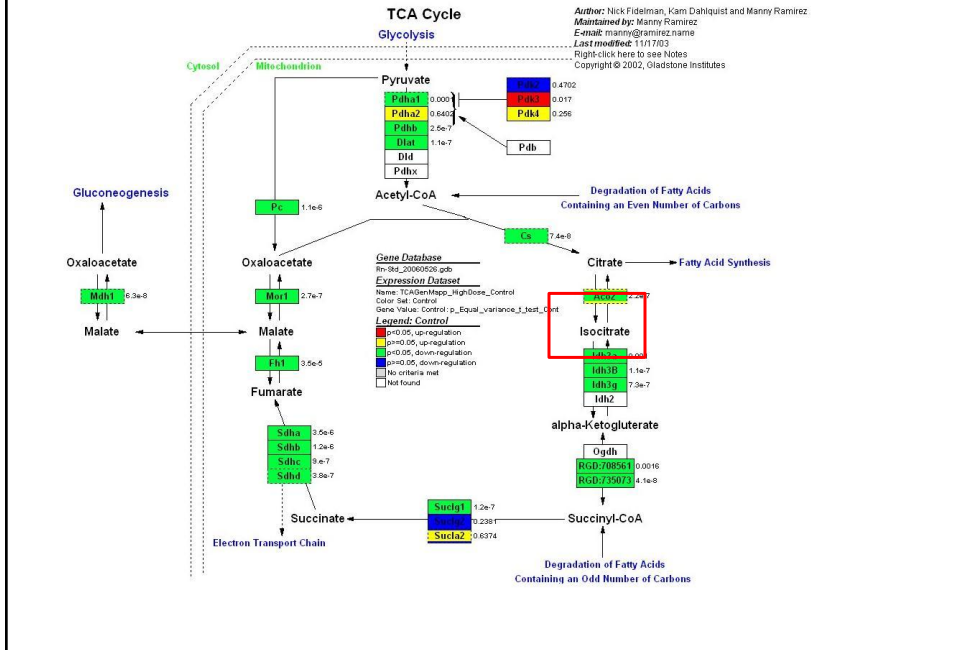 TCA Cycle
Author: Nick Fidelman, Kam Dahlquist and Manny Ramirez
Maintained by: Manny Ramirez
E-mail: manny@ramirez.name
Last modified: 11/17/03
Right-click here to see Notes
Copyright © 2002, Gladstone Institutes
Glycolysis
Cytosol
Mitochondrion
Pyruvate
Pdha1 0.0001
Pdha2 0.6402
Pdhb 2.5e-7
Dlat 1.1e-7
Dld
Pdhx
0.4702
Pdk3 0.017
Pdk4 0.256
Pdb
Acetyl-CoA
Degradation of Fatty Acids
Containing an Even Number of Carbons
Gluconeogenesis
Pc 1.1e-6
Cs 7.4e-8
Oxaloacetate
Oxaloacetate
Citrate
Fatty Acid Synthesis
Mdh1 6.3e-8
Mor1 2.7e-7
Aco2 2.2e-7
Malate
Malate
Isocitrate
Gene Database
Rn-Std_20060526.gdb
Expression Dataset
Name: TCAGenMapp_HighDose_Control
Color Set: Control
Gene Value: Control: p_Equal_variance_t_test_Cont
Legend: Control
p<0.05, up-regulation
p>=0.05, up-regulation
p<0.05, down-regulation
p>=0.05, down-regulation
No criteria met
Not found
Fh1 3.5e-5
Idh3a
Idh3B 1.1e-7
Idh3g 7.3e-7
Idh2
Fumarate
alpha-Ketogluterate
Sdha 3.5e-6
Sdhb 1.2e-6
Sdhc 9.e-7
Sdhd 3.8e-7
Ogdh
RGD:708561 0.0016
RGD:735073 4.1e-8
Succinate
Suclg1 1.2e-7
0.2381
Sucla2 0.6374
Succinyl-CoA
Electron Transport Chain
Degradation of Fatty Acids
Containing an Odd Number of Carbons